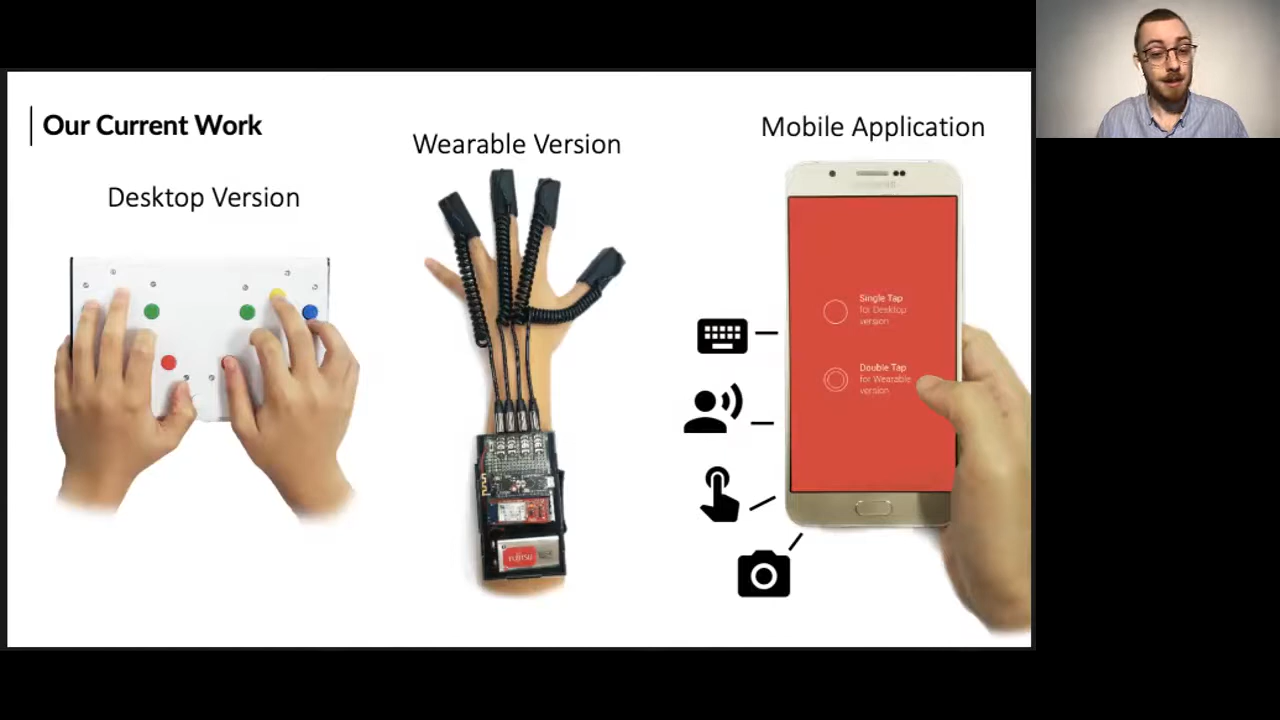 Our Current Work
Desktop Version
Wearable Version
Mobile Application
Single Tap
for Desktop
version
Double Tap
for Wearable
version
FUJITSU